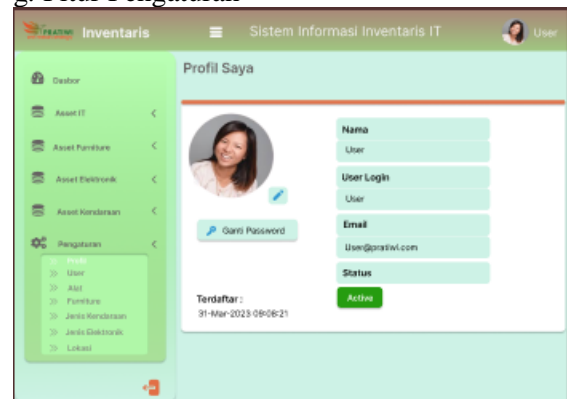 g. Fitur Pengaturan
PRATIWI Inventaris
Sistem Informasi Inventaris IT
User
Profil Saya
Dasbor
Asset IT
Asset Furniture
Asset Elektronik
Asset Kendaraan
Pengaturan
Profil
User
Alat
Furniture
Jenis Kendaraan
Jenis Elektronik
Lokasi
Ganti Password
Terdaftar :
31-Mar-2023 09:08:21
Nama
User
User Login
User
Email
User@pratiwi.com
Status
Active